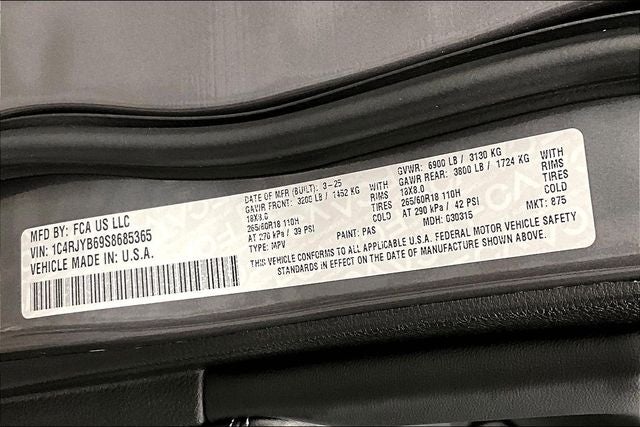 MFD BY: FCA US LLC
VIN: 1C4RJYB69S8685365
VEHICLE MADE IN: U.S.A.
DATE OF MFR (BUILT): 3-25
GAWR FRONT: 3200 LB / 1452 KG WITH
18X8.0 RIMS
265/60R18 110H TIRES
AT 270 kPa / 39 PSI COLD
TYPE: MPV PAINT: PAS
GVWR: 6900 LB / 3130 KG
GAWR REAR: 3800 LB / 1724 KG WITH
18X8.0 RIMS
265/60R18 110H TIRES
AT 290 kPa / 42 PSI COLD
MDH: 030315 MKT: 875
THIS VEHICLE CONFORMS TO ALL APPLICABLE U.S.A. FEDERAL MOTOR VEHICLE SAFETY
STANDARDS IN EFFECT ON THE DATE OF MANUFACTURE SHOWN ABOVE.